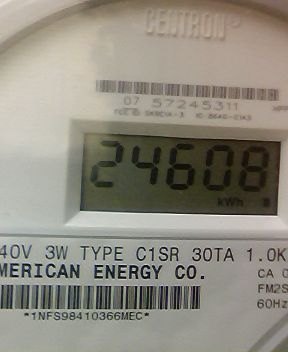 CENTRON
07 57245311
24608
kWh
40V 3W TYPE C1SR 30TA 1.0K
MERICAN ENERGY CO.
CA 0
FM2S
60Hz
*1NFS98410366MEC*